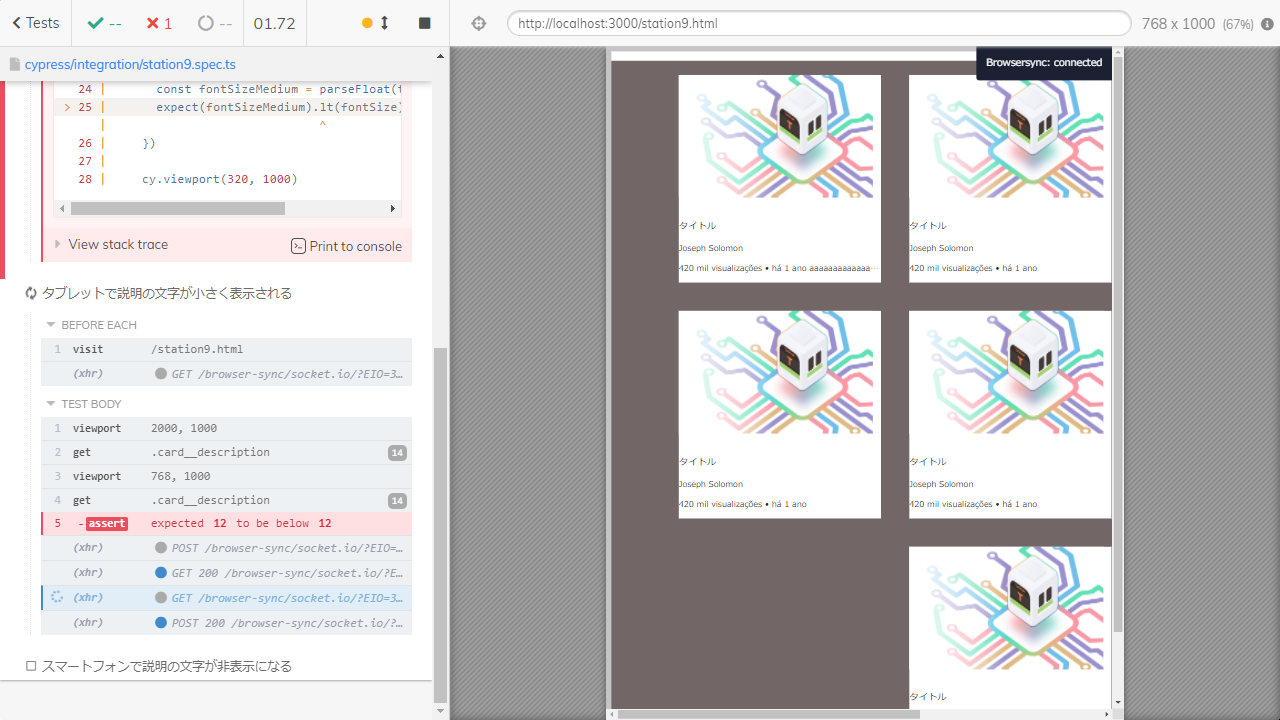 Tests
--
1
--
01.72
http://localhost:3000/station9.html
768 x 1000 (67%)
cypress/integration/station9.spec.ts
24 | const fontSizeMedium = parseFloat(
> 25 | expect(fontSizeMedium).lt(fontSize)
| ^
26 | })
27 |
28 | cy.viewport(320, 1000)
View stack trace
Print to console
タブレットで説明の文字が小さく表示される
BEFORE EACH
1 visit /station9.html
(xhr) GET /browser-sync/socket.io/?EIO=3…
TEST BODY
1 viewport 2000, 1000
2 get .card__description 14
3 viewport 768, 1000
4 get .card__description 14
5 -assert expected 12 to be below 12
(xhr) POST /browser-sync/socket.io/?EIO=…
(xhr) GET 200 /browser-sync/socket.io/?E…
(xhr) GET /browser-sync/socket.io/?EIO=3…
(xhr) POST 200 /browser-sync/socket.io/?…
スマートフォンで説明の文字が非表示になる
Browsersync: connected
タイトル
Joseph Solomon
420 mil visualizações • há 1 ano aaaaaaaaaaaaa…
タイトル
Joseph Solomon
420 mil visualizações • há 1 ano
タイトル
Joseph Solomon
420 mil visualizações • há 1 ano
タイトル
Joseph Solomon
420 mil visualizações • há 1 ano
タイトル